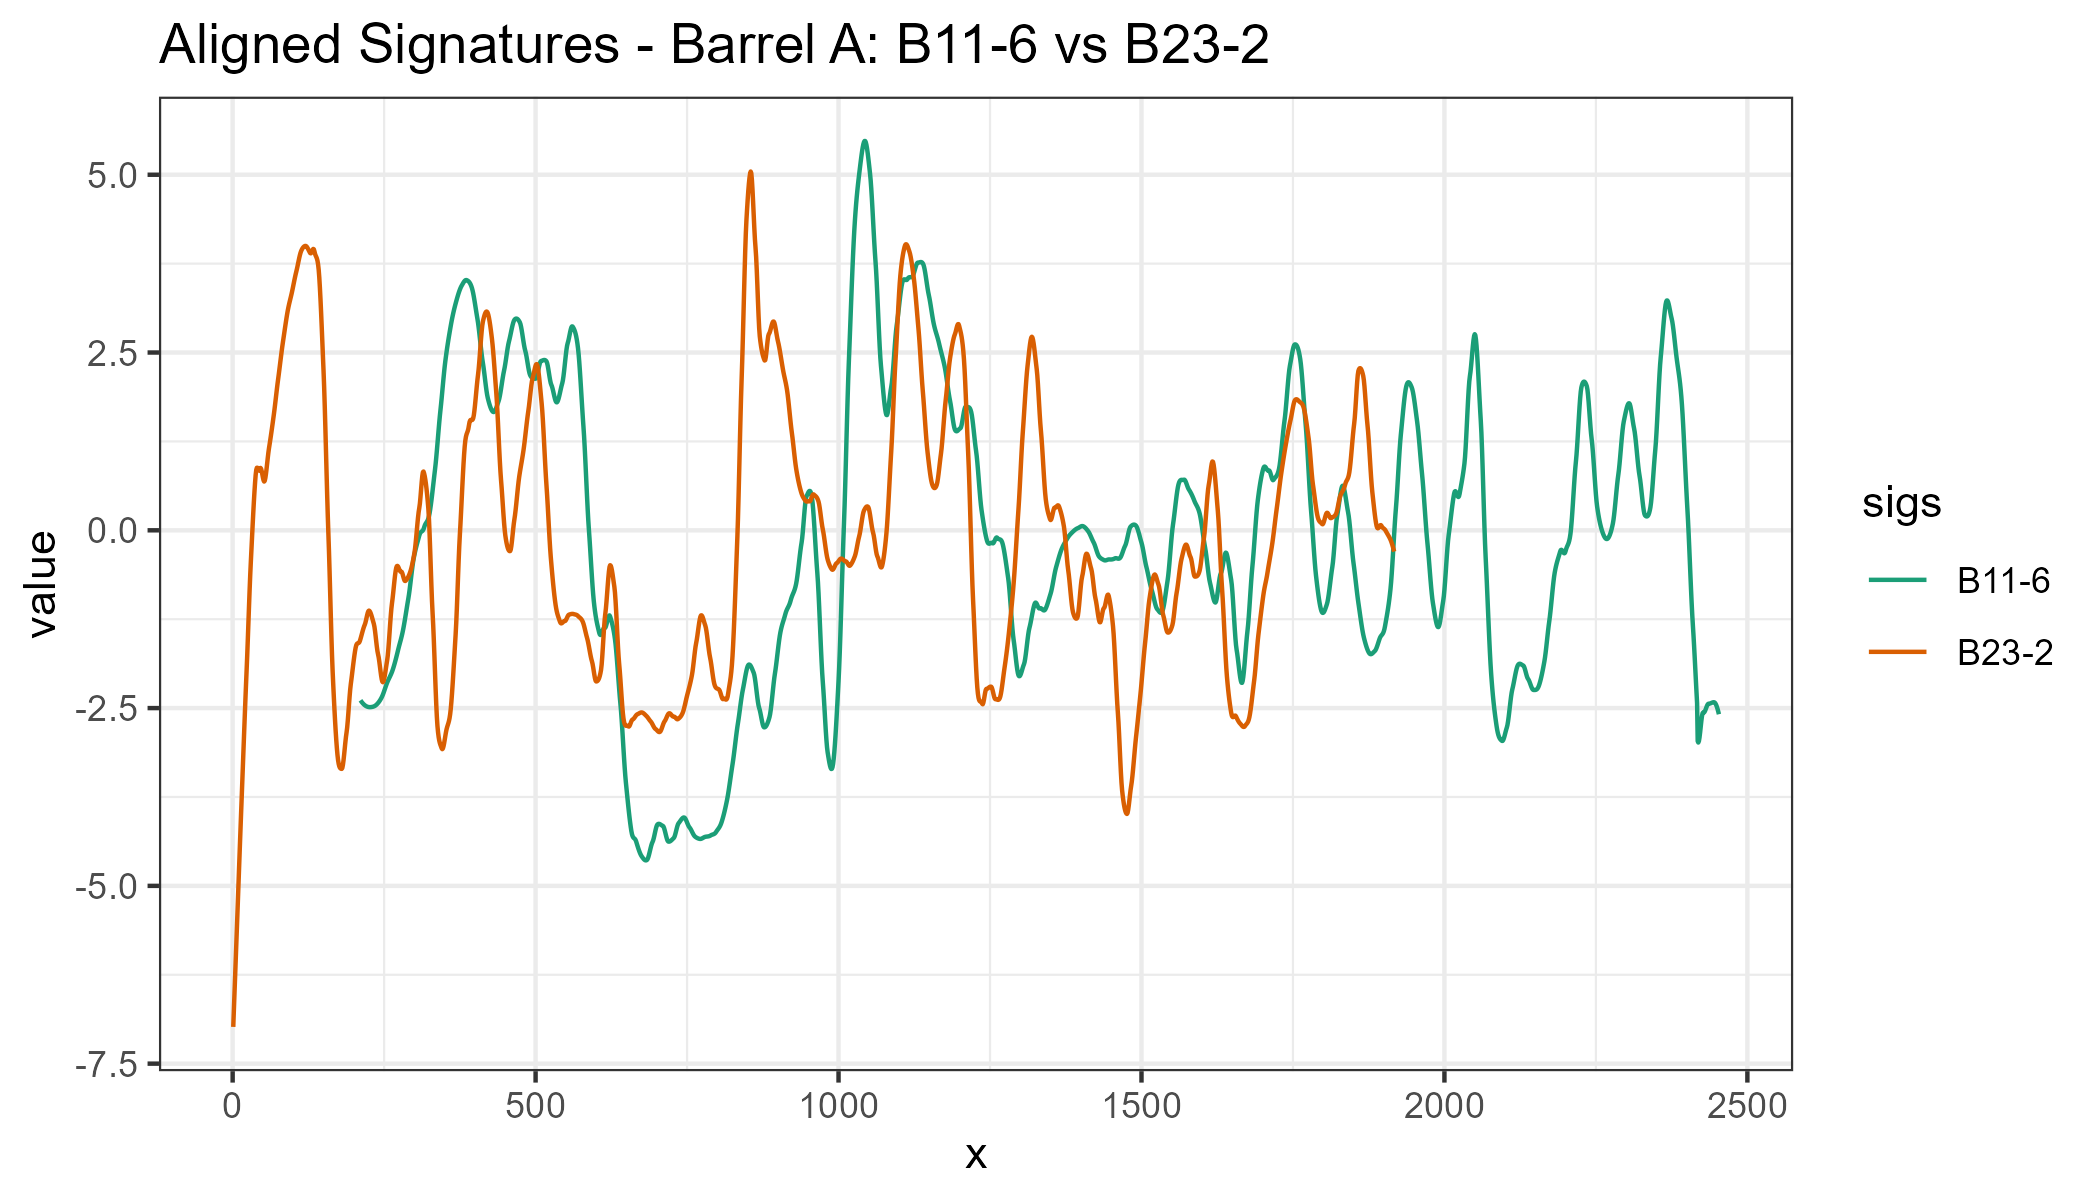 Aligned Signatures - Barrel A: B11-6 vs B23-2
value
5.0
2.5
0.0
-2.5
-5.0
-7.5
0 500 1000 1500 2000 2500
x
sigs
B11-6
B23-2